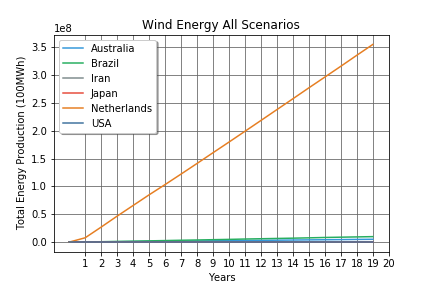 Wind Energy All Scenarios
1e8
3.5
3.0
2.5
2.0
1.5
1.0
0.5
0.0
Total Energy Production (100MWh)
Australia
Brazil
Iran
Japan
Netherlands
USA
1 2 3 4 5 6 7 8 9 10 11 12 13 14 15 16 17 18 19 20
Years